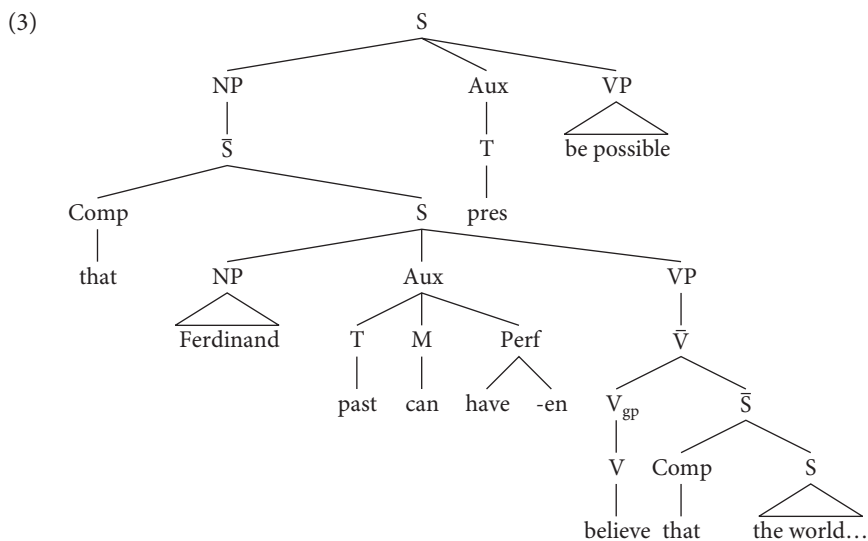 (3) S
NP Aux VP
S̄ T be possible
Comp S pres
that NP Aux VP
Ferdinand T M Perf V̄
past can have -en V_gp S̄
V Comp S
believe that the world…